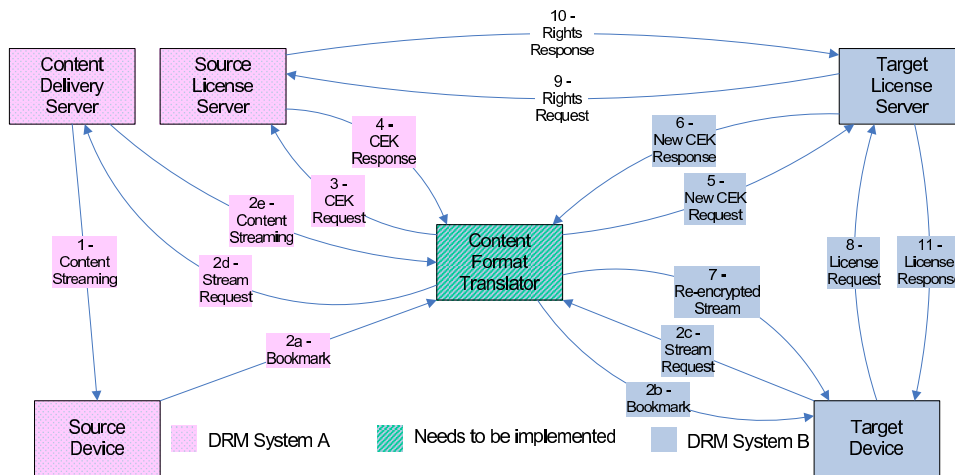 10 -
Rights
Response
Content
Delivery
Server
Source
License
Server
Target
License
Server
9 -
Rights
Request
4 -
CEK
Response
6 -
New CEK
Response
3 -
CEK
Request
5 -
New CEK
Request
2e -
Content
Streaming
1 -
Content
Streaming
2d -
Stream
Request
Content
Format
Translator
8 -
License
Request
11 -
License
Response
7 -
Re-encrypted
Stream
2a -
Bookmark
2c -
Stream
Request
2b -
Bookmark
Source
Device
DRM System A
Needs to be implemented
DRM System B
Target
Device